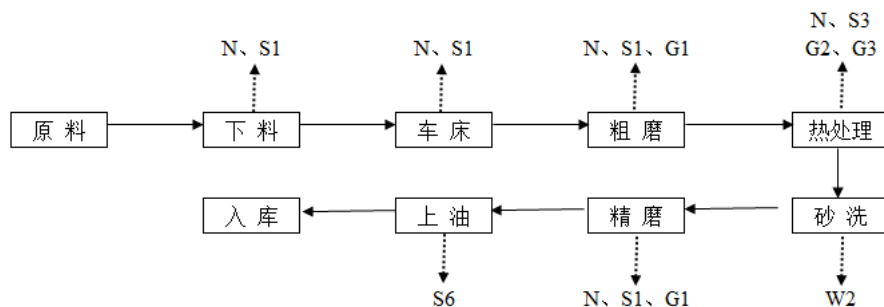 N、S3
N、S1
N、S1
N、S1、G1
G2、G3
原 料
下 料
车 床
粗 磨
热处理
入 库
上 油
精 磨
砂 洗
S6
N、S1、G1
W2